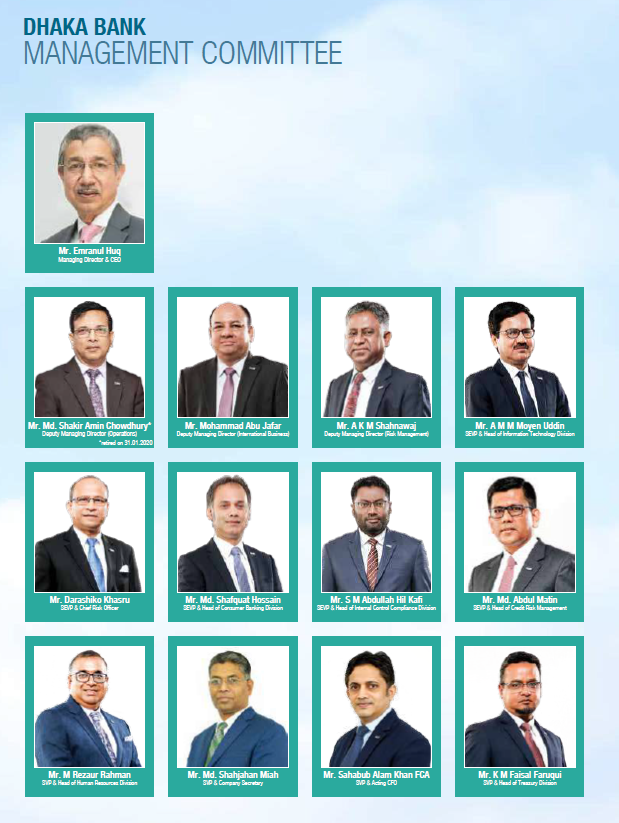 DHAKA BANK
MANAGEMENT COMMITTEE
Mr. Emranul Huq
Managing Director & CEO
Mr. Md. Shakir Amin Chowdhury*
Deputy Managing Director (Operations)
*retired on 31.01.2020
Mr. Mohammad Abu Jafar
Deputy Managing Director (International Business)
Mr. A K M Shahnawaj
Deputy Managing Director (Risk Management)
Mr. A M M Moyen Uddin
SEVP & Head of Information Technology Division
Mr. Darashiko Khasru
SEVP & Chief Risk Officer
Mr. Md. Shafquat Hossain
SEVP & Head of Consumer Banking Division
Mr. S M Abdullah Hil Kafi
SEVP & Head of Internal Control Compliance Division
Mr. Md. Abdul Matin
SEVP & Head of Credit Risk Management
Mr. M Rezaur Rahman
SVP & Head of Human Resources Division
Mr. Md. Shahjahan Miah
SVP & Company Secretary
Mr. Sahabub Alam Khan FCA
SVP & Acting CFO
Mr. K M Faisal Faruqui
SVP & Head of Treasury Division